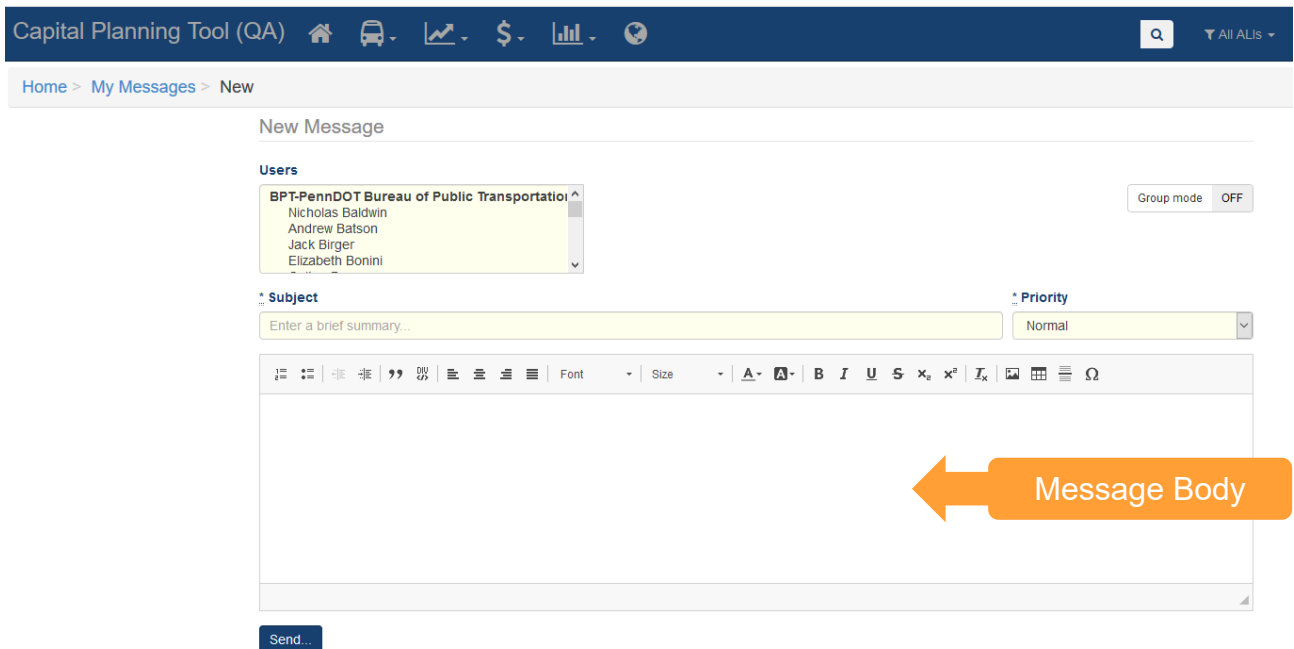 Capital Planning Tool (QA)
All ALIs
Home > My Messages > New
New Message
Users
BPT-PennDOT Bureau of Public Transportation
Nicholas Baldwin
Andrew Batson
Jack Birger
Elizabeth Bonini
Group mode OFF
* Subject
* Priority
Enter a brief summary...
Normal
Font
Size
Message Body
Send...